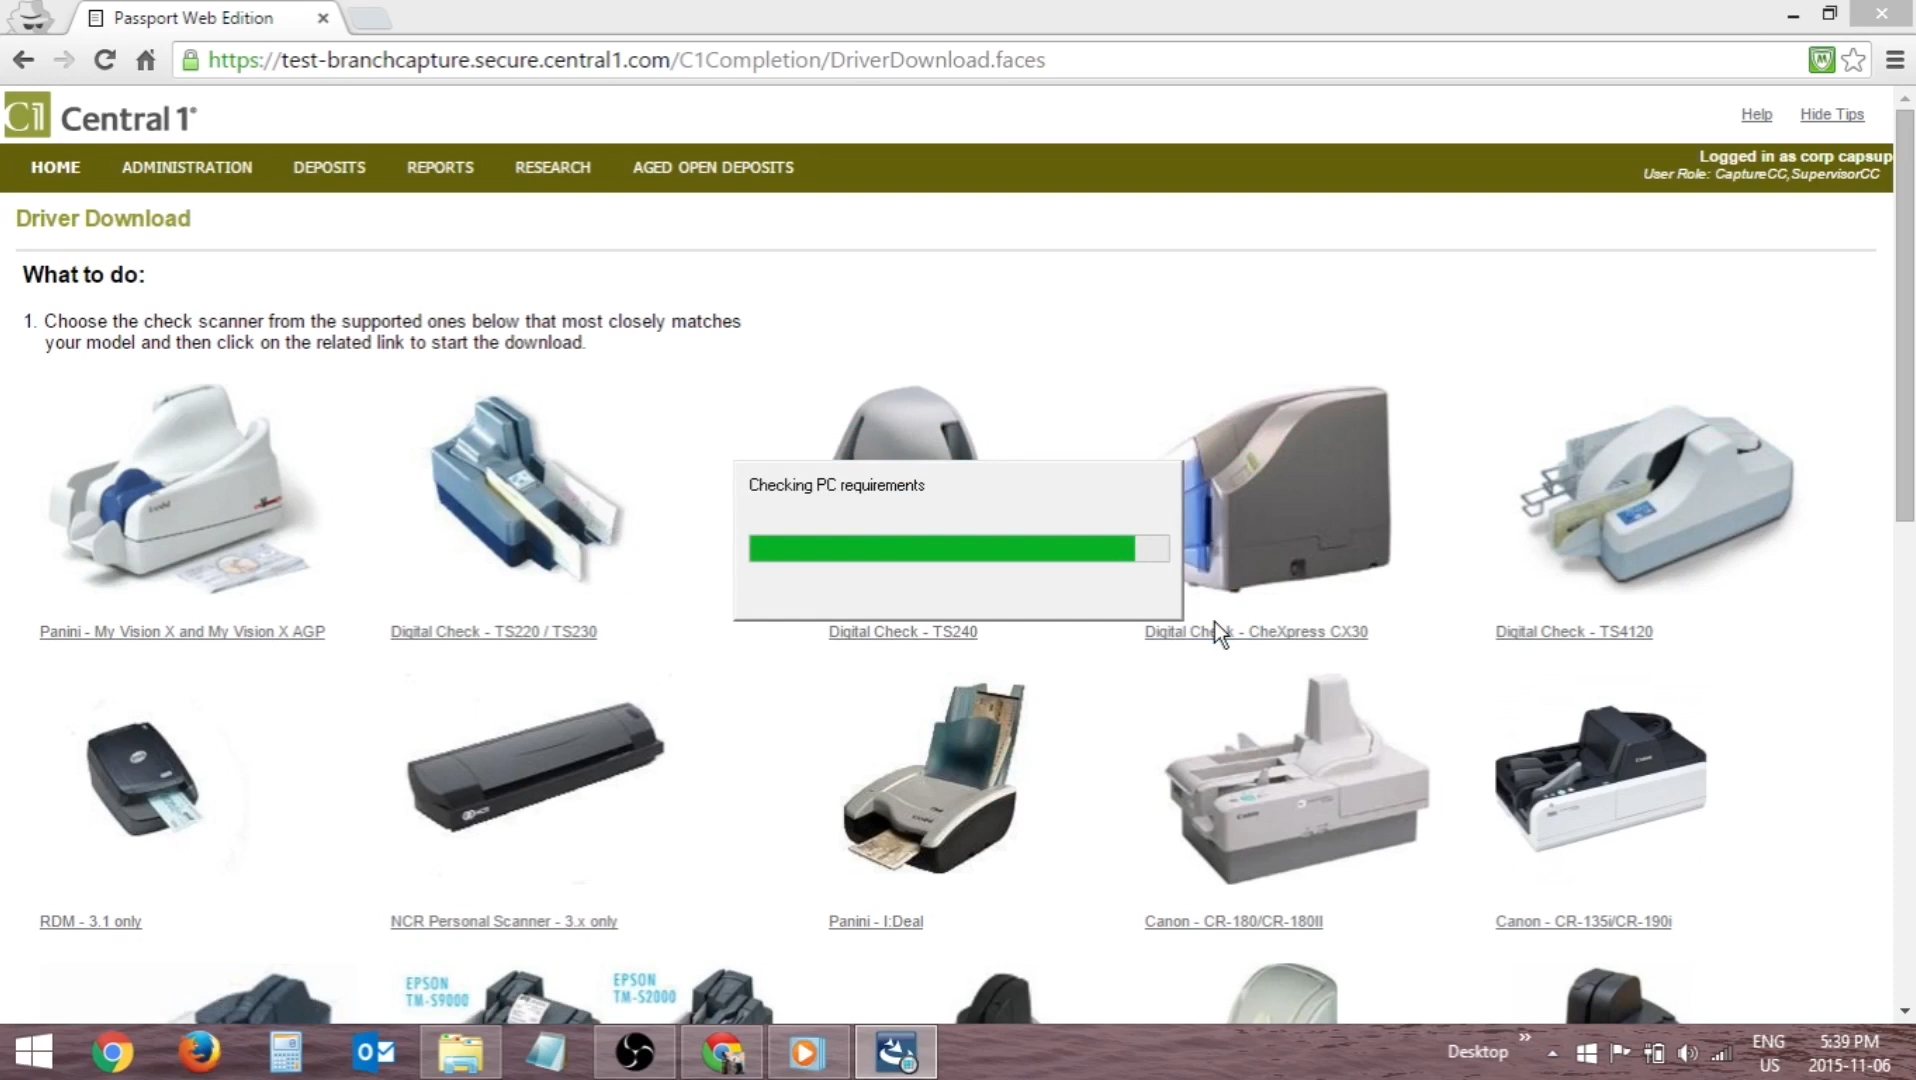 Passport Web Edition
https://test-branchcapture.secure.central1.com/C1Completion/DriverDownload.faces
C1 Central 1®
Help Hide Tips
HOME ADMINISTRATION DEPOSITS REPORTS RESEARCH AGED OPEN DEPOSITS
Logged in as corp capsup
User Role: CaptureCC,SupervisorCC
Driver Download
What to do:
1. Choose the check scanner from the supported ones below that most closely matches
your model and then click on the related link to start the download.
Checking PC requirements
Panini - My Vision X and My Vision X AGP
Digital Check - TS220 / TS230
Digital Check - TS240
Digital Check - CheXpress CX30
Digital Check - TS4120
RDM - 3.1 only
NCR Personal Scanner - 3.x only
Panini - I:Deal
Canon - CR-180/CR-180II
Canon - CR-135i/CR-190i
EPSON
TM-S9000
EPSON
TM-S2000
Desktop
ENG
US
5:39 PM
2015-11-06